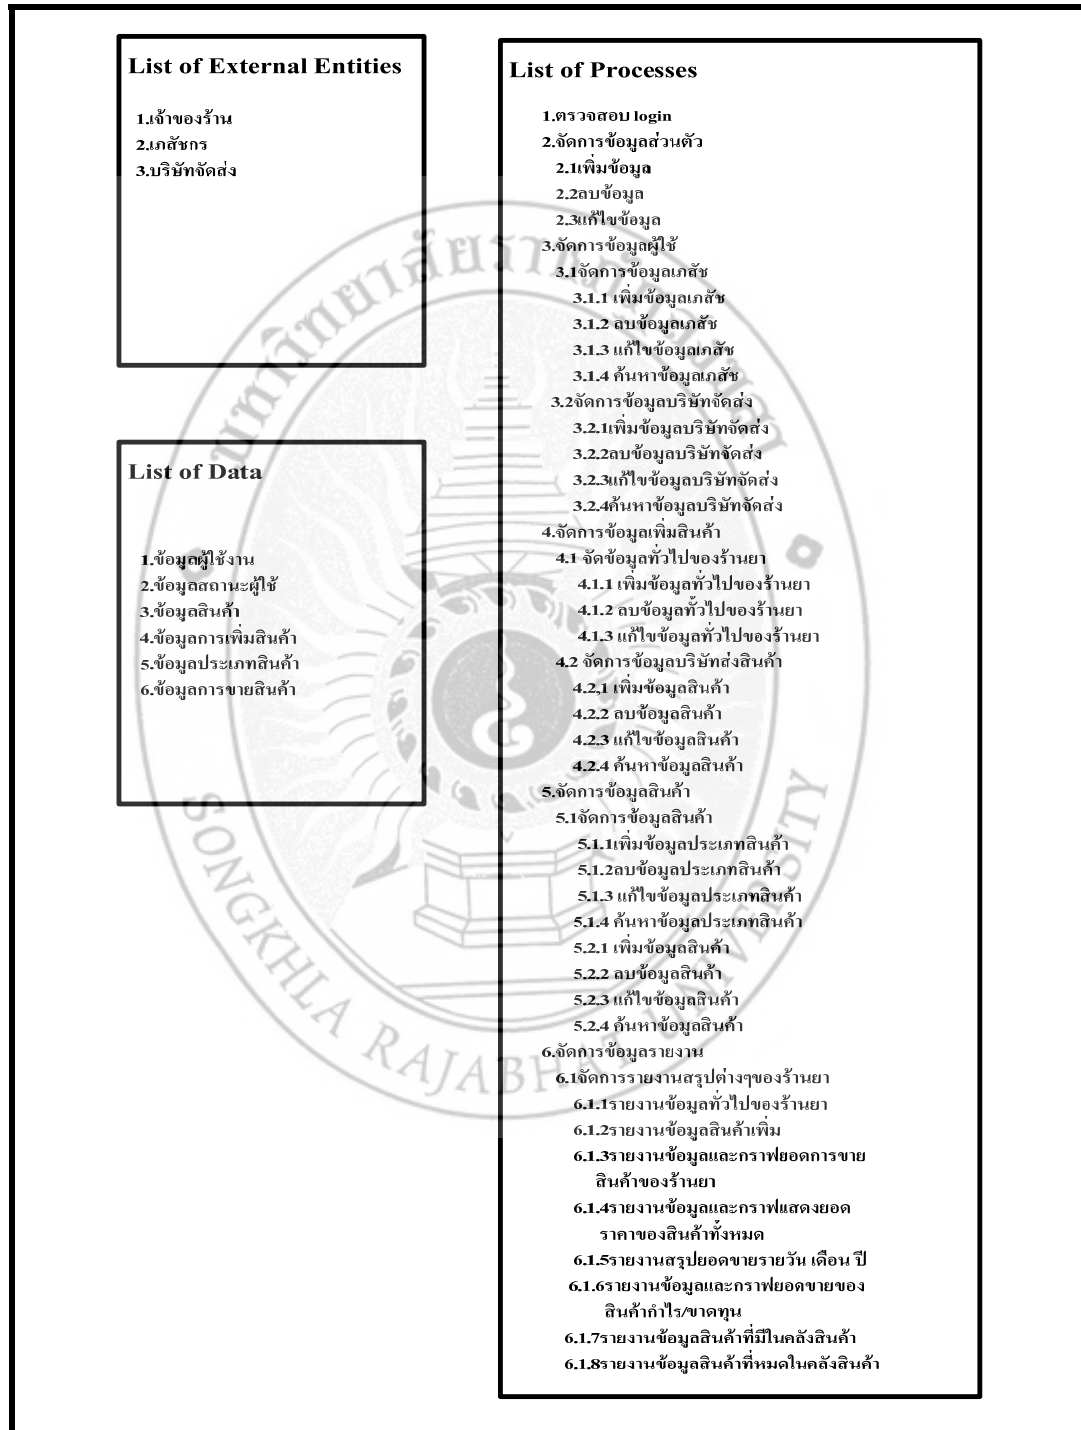 List of External Entities
1.เจ้าของร้าน
2.เภสัชกร
3.บริษัทจัดส่ง
List of Data
1.ข้อมูลผู้ใช้งาน
2.ข้อมูลสถานะผู้ใช้
3.ข้อมูลสินค้า
4.ข้อมูลการเพิ่มสินค้า
5.ข้อมูลประเภทสินค้า
6.ข้อมูลการขายสินค้า
List of Processes
1.ตรวจสอบ login
2.จัดการข้อมูลส่วนตัว
2.1เพิ่มข้อมูล
2.2ลบข้อมูล
2.3แก้ไขข้อมูล
3.จัดการข้อมูลผู้ใช้
3.1จัดการข้อมูลเภสัช
3.1.1 เพิ่มข้อมูลเภสัช
3.1.2 ลบข้อมูลเภสัช
3.1.3 แก้ไขข้อมูลเภสัช
3.1.4 ค้นหาข้อมูลเภสัช
3.2จัดการข้อมูลบริษัทจัดส่ง
3.2.1เพิ่มข้อมูลบริษัทจัดส่ง
3.2.2ลบข้อมูลบริษัทจัดส่ง
3.2.3แก้ไขข้อมูลบริษัทจัดส่ง
3.2.4ค้นหาข้อมูลบริษัทจัดส่ง
4.จัดการข้อมูลเพิ่มสินค้า
4.1 จัดข้อมูลทั่วไปของร้านยา
4.1.1 เพิ่มข้อมูลทั่วไปของร้านยา
4.1.2 ลบข้อมูลทั่วไปของร้านยา
4.1.3 แก้ไขข้อมูลทั่วไปของร้านยา
4.2 จัดการข้อมูลบริษัทส่งสินค้า
4.2.1 เพิ่มข้อมูลสินค้า
4.2.2 ลบข้อมูลสินค้า
4.2.3 แก้ไขข้อมูลสินค้า
4.2.4 ค้นหาข้อมูลสินค้า
5.จัดการข้อมูลสินค้า
5.1จัดการข้อมูลสินค้า
5.1.1เพิ่มข้อมูลประเภทสินค้า
5.1.2ลบข้อมูลประเภทสินค้า
5.1.3 แก้ไขข้อมูลประเภทสินค้า
5.1.4 ค้นหาข้อมูลประเภทสินค้า
5.2.1 เพิ่มข้อมูลสินค้า
5.2.2 ลบข้อมูลสินค้า
5.2.3 แก้ไขข้อมูลสินค้า
5.2.4 ค้นหาข้อมูลสินค้า
6.จัดการข้อมูลรายงาน
6.1จัดการรายงานสรุปต่างๆของร้านยา
6.1.1รายงานข้อมูลทั่วไปของร้านยา
6.1.2รายงานข้อมูลสินค้าเพิ่ม
6.1.3รายงานข้อมูลและกราฟยอดการขาย
สินค้าของร้านยา
6.1.4รายงานข้อมูลและกราฟแสดงยอด
ราคาของสินค้าทั้งหมด
6.1.5รายงานสรุปยอดขายรายวัน เดือน ปี
6.1.6รายงานข้อมูลและกราฟยอดขายของ
สินค้ากำไร/ขาดทุน
6.1.7รายงานข้อมูลสินค้าที่มีในคลังสินค้า
6.1.8รายงานข้อมูลสินค้าที่หมดในคลังสินค้า
มหาวิทยาลัยราชภัฏสงขลา
SONGKHLA RAJABHAT UNIVERSITY